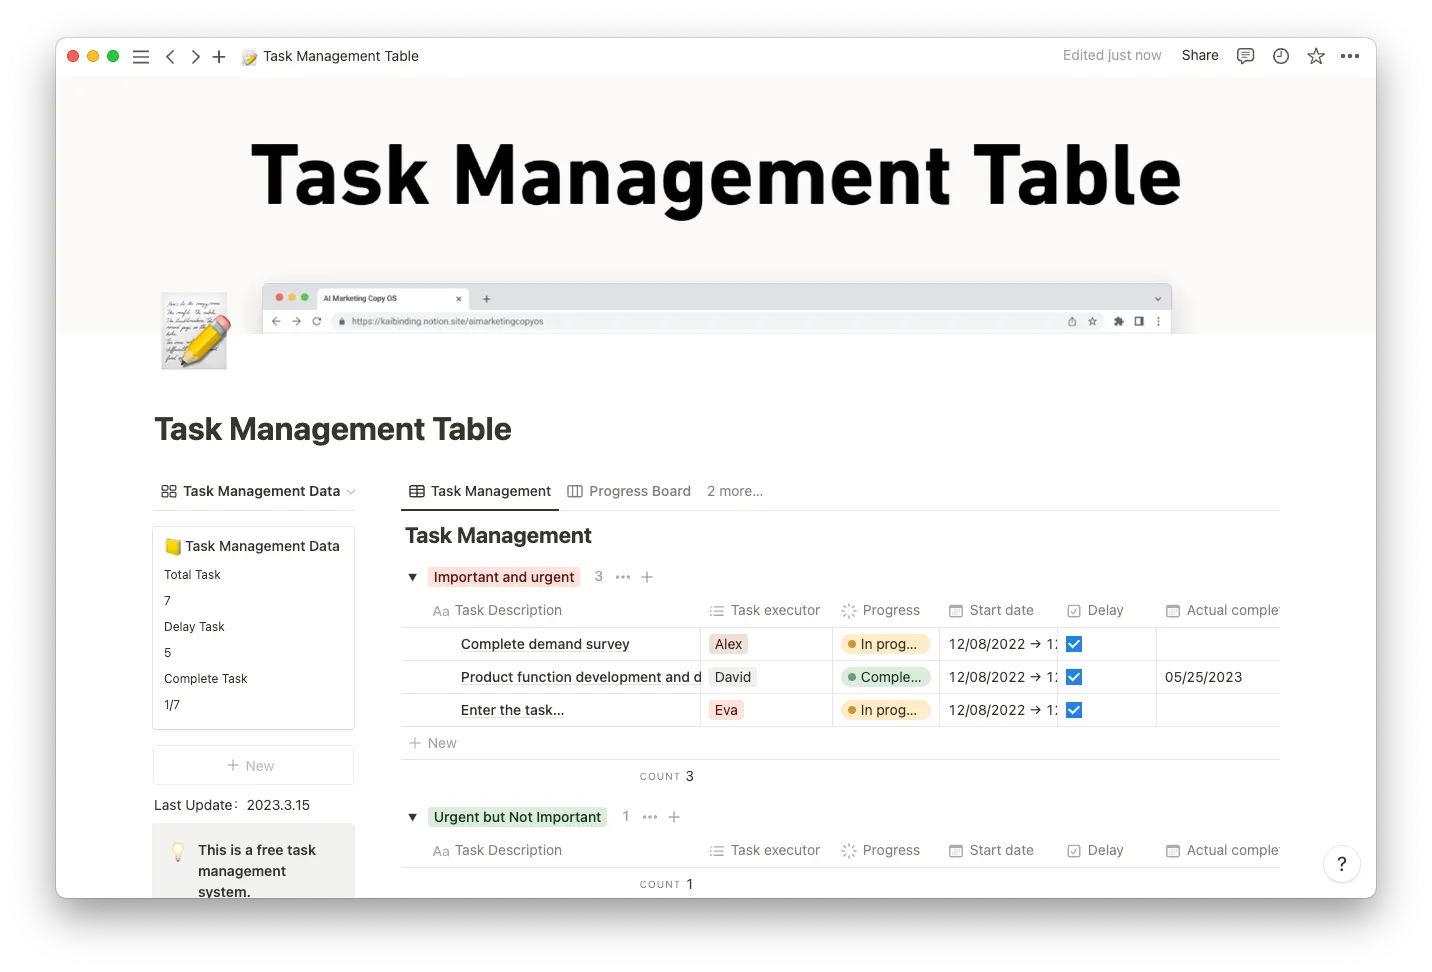 Task Management Table
Edited just now
Share
Task Management Table
AI Marketing Copy OS
https://kaibinding.notion.site/aimarketingcopyos
Task Management Table
Task Management Data
Task Management
Progress Board
2 more...
Task Management Data
Total Task
7
Delay Task
5
Complete Task
1/7
New
Last Update： 2023.3.15
This is a free task
management
system.
Task Management
Important and urgent 3
Aa Task Description Task executor Progress Start date Delay Actual comple
Complete demand survey Alex In prog... 12/08/2022 → 12
Product function development and d David Comple... 12/08/2022 → 12 05/25/2023
Enter the task... Eva In prog... 12/08/2022 → 12
New
COUNT 3
Urgent but Not Important 1
Aa Task Description Task executor Progress Start date Delay Actual comple
COUNT 1
?